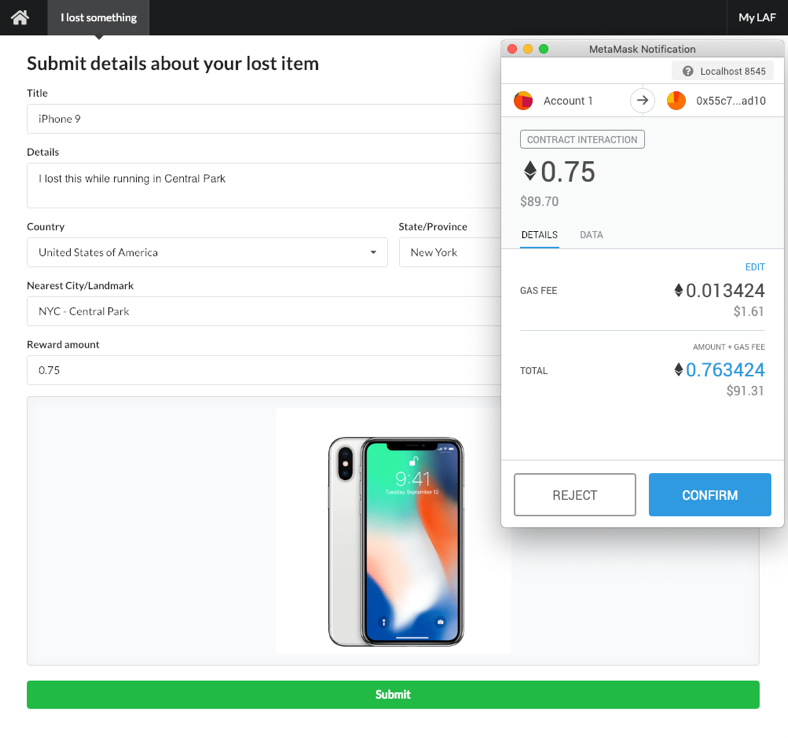 I lost something
My LAF
Submit details about your lost item
Title
iPhone 9
Details
I lost this while running in Central Park
Country
State/Province
United States of America
New York
Nearest City/Landmark
NYC - Central Park
Reward amount
0.75
9:41
Tuesday, September 12
Submit
MetaMask Notification
? Localhost 8545
Account 1
0x55c7...ad10
CONTRACT INTERACTION
0.75
$89.70
DETAILS
DATA
EDIT
GAS FEE
0.013424
$1.61
AMOUNT + GAS FEE
TOTAL
0.763424
$91.31
REJECT
CONFIRM